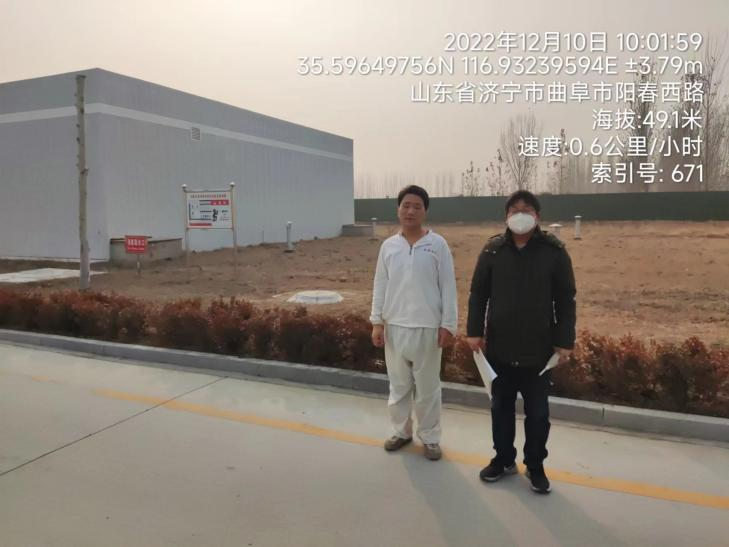 2022年12月10日 10:01:59
35.59649756N 116.93239594E ±3.79m
山东省济宁市曲阜市阳春西路
海拔:49.1米
速度:0.6公里/小时
索引号: 671